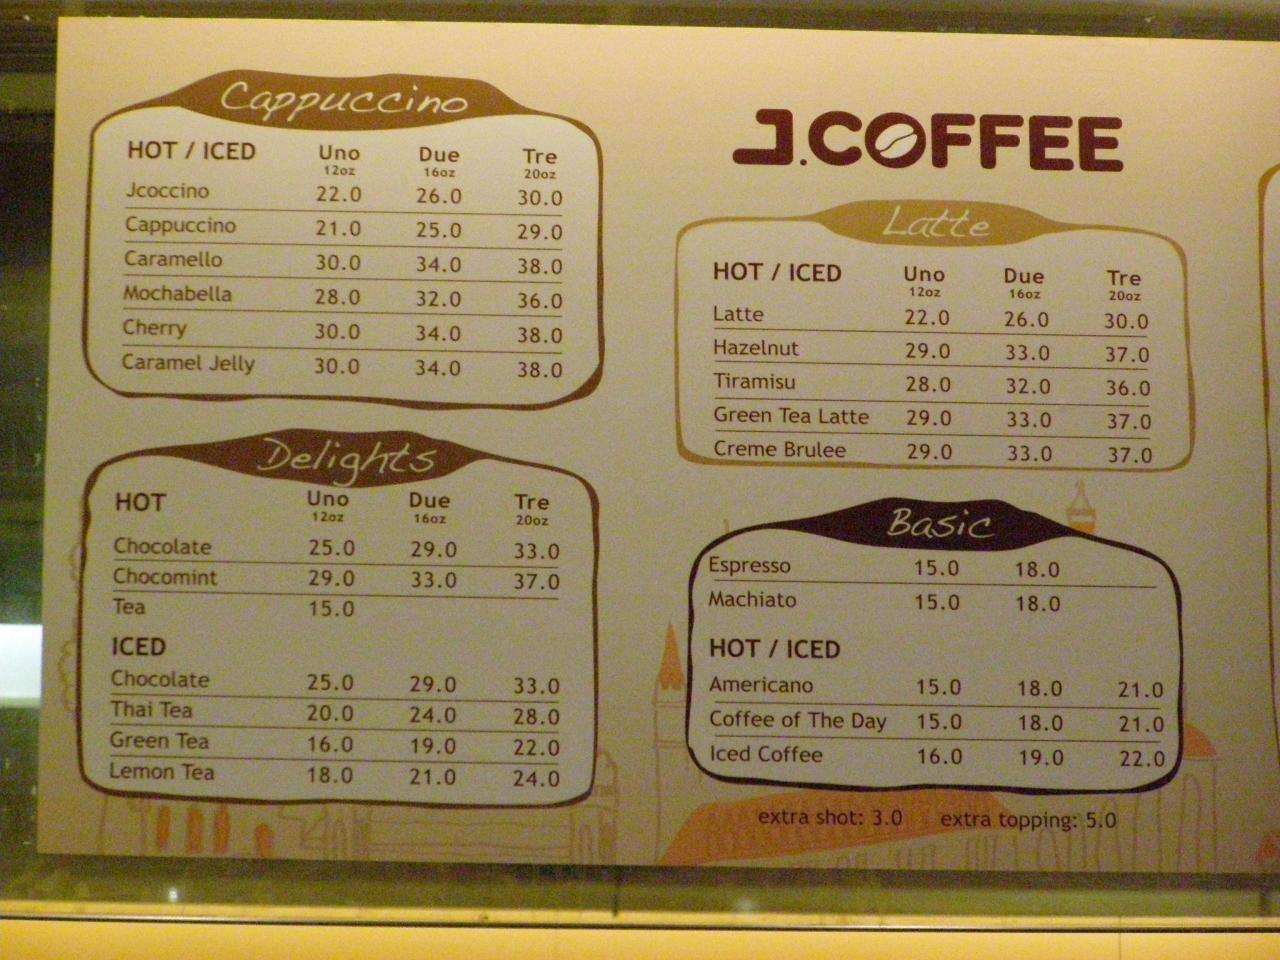 Cappuccino
HOT / ICED Uno Due Tre
12oz 16oz 20oz
Jcoccino 22.0 26.0 30.0
Cappuccino 21.0 25.0 29.0
Caramello 30.0 34.0 38.0
Mochabella 28.0 32.0 36.0
Cherry 30.0 34.0 38.0
Caramel Jelly 30.0 34.0 38.0
Delights
HOT Uno Due Tre
12oz 16oz 20oz
Chocolate 25.0 29.0 33.0
Chocomint 29.0 33.0 37.0
Tea 15.0
ICED
Chocolate 25.0 29.0 33.0
Thai Tea 20.0 24.0 28.0
Green Tea 16.0 19.0 22.0
Lemon Tea 18.0 21.0 24.0
J.COFFEE
Latte
HOT / ICED Uno Due Tre
12oz 16oz 20oz
Latte 22.0 26.0 30.0
Hazelnut 29.0 33.0 37.0
Tiramisu 28.0 32.0 36.0
Green Tea Latte 29.0 33.0 37.0
Creme Brulee 29.0 33.0 37.0
Basic
Espresso 15.0 18.0
Machiato 15.0 18.0
HOT / ICED
Americano 15.0 18.0 21.0
Coffee of The Day 15.0 18.0 21.0
Iced Coffee 16.0 19.0 22.0
extra shot: 3.0 extra topping: 5.0